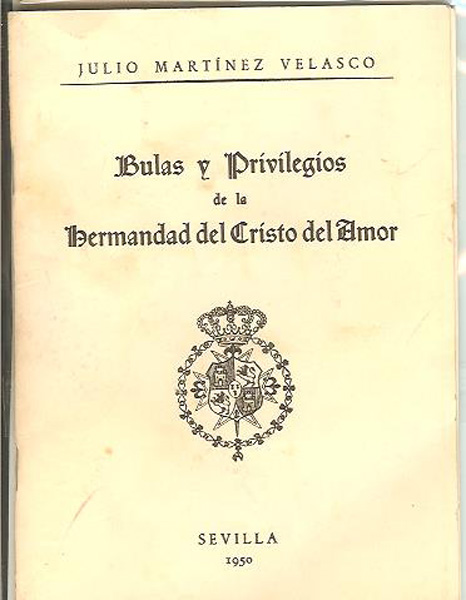 JULIO MARTÍNEZ VELASCO
Bulas y Privilegios
de la
Hermandad del Cristo del Amor
SEVILLA
1950